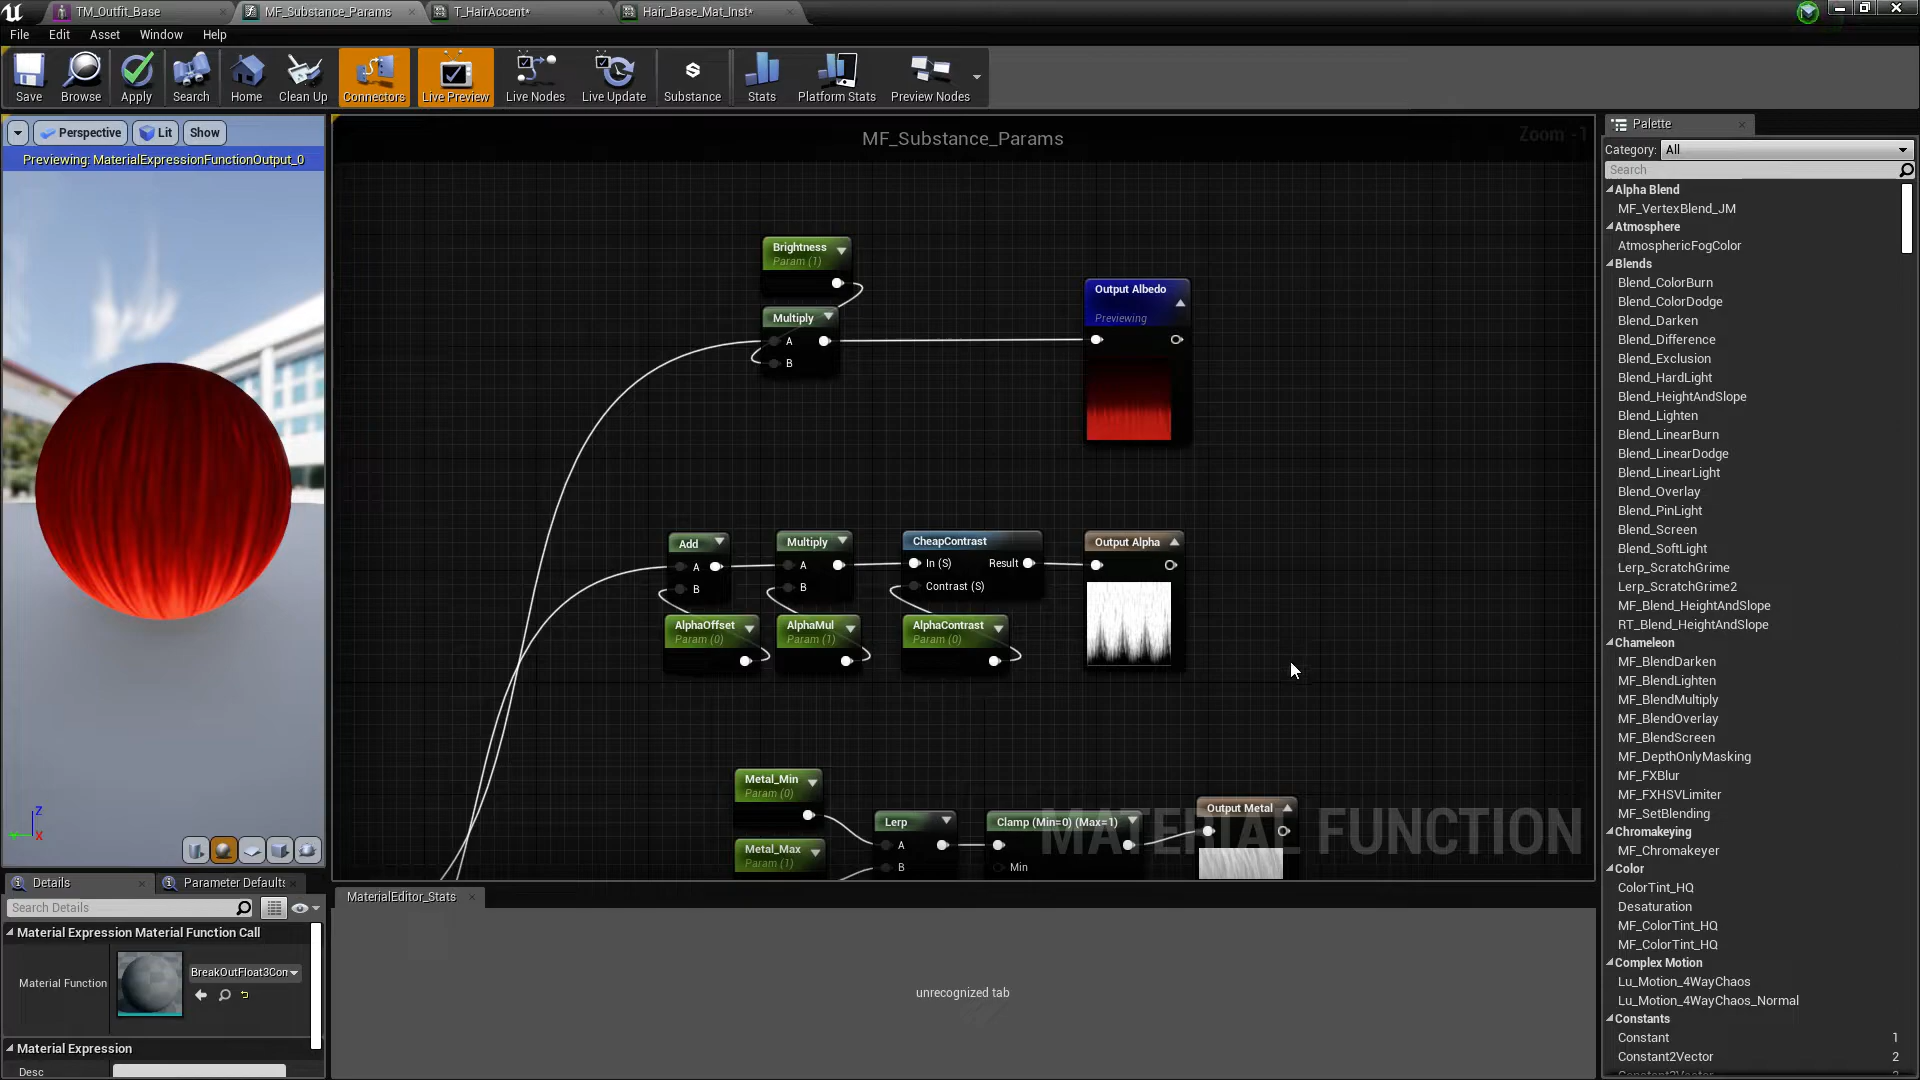 TM_Outfit_Base
MF_Substance_Params
T_HairAccent*
Hair_Base_Mat_Inst*
File
Edit
Asset
Window
Help
Save
Browse
Apply
Search
Home
Clean Up
Connectors
Live Preview
Live Nodes
Live Update
Substance
Stats
Platform Stats
Preview Nodes
Perspective
Lit
Show
Previewing: MaterialExpressionFunctionOutput_0
MF_Substance_Params
Zoom -1
Brightness
Param (1)
Multiply
A
B
Output Albedo
Previewing
Add
A
B
Multiply
A
B
CheapContrast
In (S)
Result
Contrast (S)
Output Alpha
AlphaOffset
Param (0)
AlphaMul
Param (1)
AlphaContrast
Param (0)
Metal_Min
Param (0)
Metal_Max
Param (1)
Lerp
A
B
Clamp (Min=0) (Max=1)
Min
Output Metal
MATERIAL FUNCTION
Z
X
Details
Parameter Defaults
Search Details
Material Expression Material Function Call
Material Function
BreakOutFloat3Com
Material Expression
Desc
MaterialEditor_Stats
unrecognized tab
Palette
Category:
All
Search
Alpha Blend
MF_VertexBlend_JM
Atmosphere
AtmosphericFogColor
Blends
Blend_ColorBurn
Blend_ColorDodge
Blend_Darken
Blend_Difference
Blend_Exclusion
Blend_HardLight
Blend_HeightAndSlope
Blend_Lighten
Blend_LinearBurn
Blend_LinearDodge
Blend_LinearLight
Blend_Overlay
Blend_PinLight
Blend_Screen
Blend_SoftLight
Lerp_ScratchGrime
Lerp_ScratchGrime2
MF_Blend_HeightAndSlope
RT_Blend_HeightAndSlope
Chameleon
MF_BlendDarken
MF_BlendLighten
MF_BlendMultiply
MF_BlendOverlay
MF_BlendScreen
MF_DepthOnlyMasking
MF_FXBlur
MF_FXHSVLimiter
MF_SetBlending
Chromakeying
MF_Chromakeyer
Color
ColorTint_HQ
Desaturation
MF_ColorTint_HQ
MF_ColorTint_HQ
Complex Motion
Lu_Motion_4WayChaos
Lu_Motion_4WayChaos_Normal
Constants
Constant 1
Constant2Vector 2